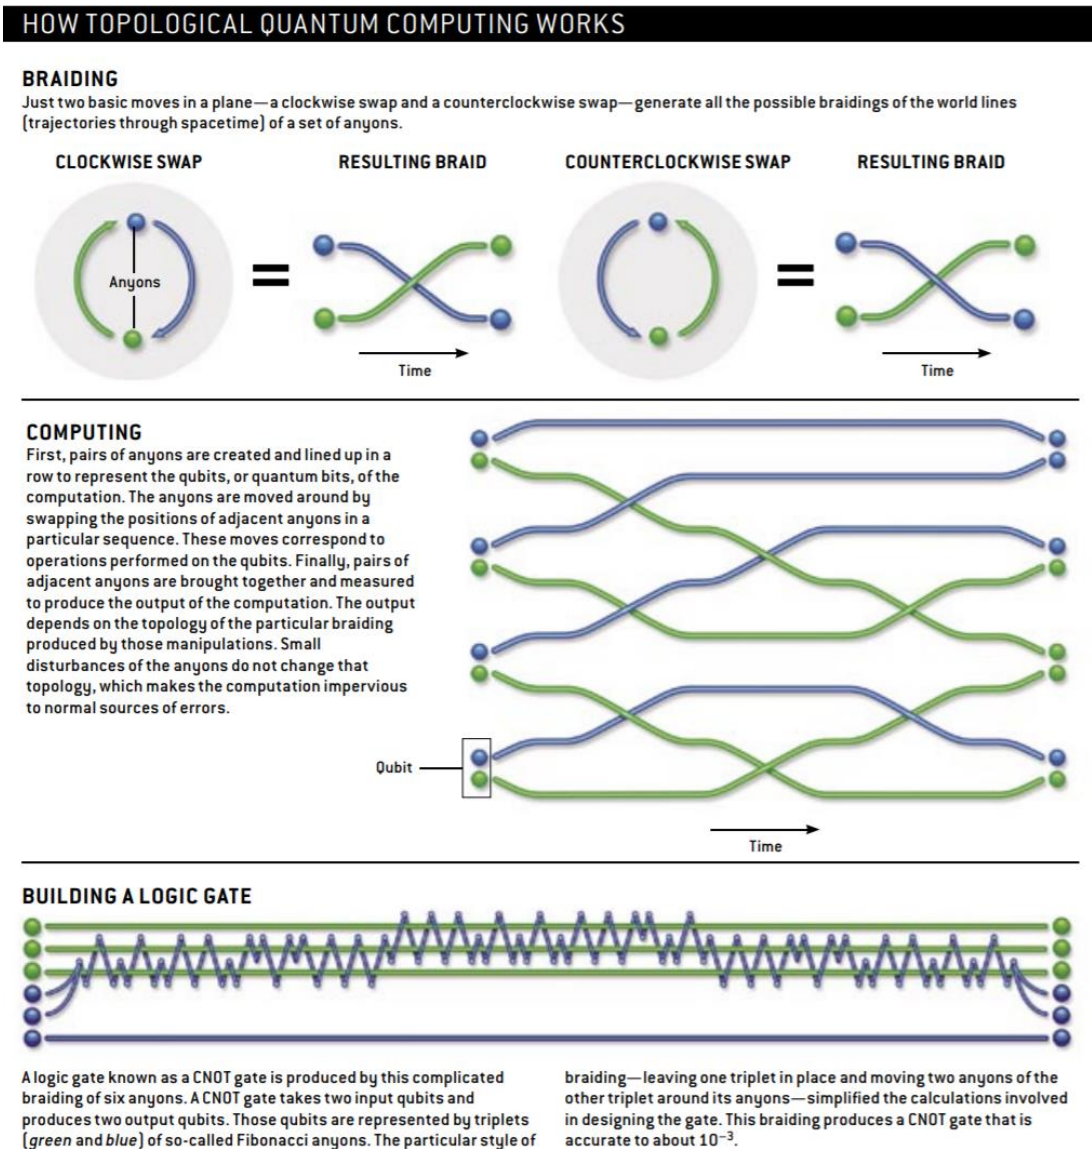 HOW TOPOLOGICAL QUANTUM COMPUTING WORKS
BRAIDING
Just two basic moves in a plane—a clockwise swap and a counterclockwise swap—generate all the possible braidings of the world lines
(trajectories through spacetime) of a set of anyons.
CLOCKWISE SWAP
RESULTING BRAID
COUNTERCLOCKWISE SWAP
RESULTING BRAID
Anyons
=
=
Time
Time
COMPUTING
First, pairs of anyons are created and lined up in a
row to represent the qubits, or quantum bits, of the
computation. The anyons are moved around by
swapping the positions of adjacent anyons in a
particular sequence. These moves correspond to
operations performed on the qubits. Finally, pairs of
adjacent anyons are brought together and measured
to produce the output of the computation. The output
depends on the topology of the particular braiding
produced by those manipulations. Small
disturbances of the anyons do not change that
topology, which makes the computation impervious
to normal sources of errors.
Qubit
Time
BUILDING A LOGIC GATE
A logic gate known as a CNOT gate is produced by this complicated
braiding of six anyons. A CNOT gate takes two input qubits and
produces two output qubits. Those qubits are represented by triplets
(green and blue) of so-called Fibonacci anyons. The particular style of
braiding—leaving one triplet in place and moving two anyons of the
other triplet around its anyons—simplified the calculations involved
in designing the gate. This braiding produces a CNOT gate that is
accurate to about 10⁻³.